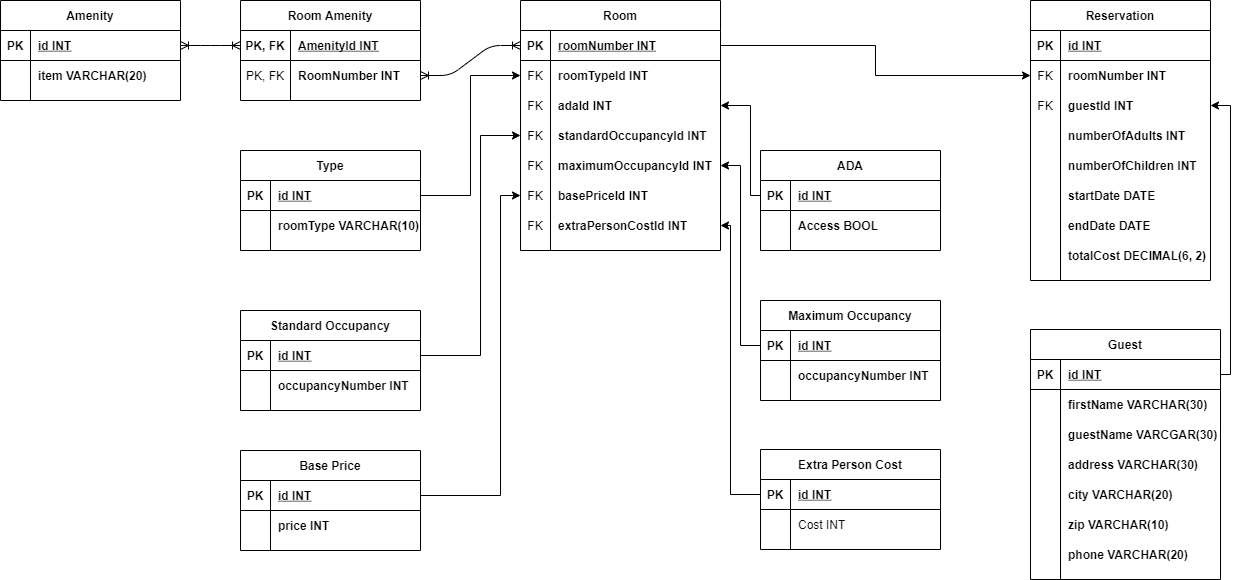 Amenity
PK id INT
item VARCHAR(20)
Room Amenity
PK, FK AmenityId INT
PK, FK RoomNumber INT
Room
PK roomNumber INT
FK roomTypeId INT
FK adaId INT
FK standardOccupancyId INT
FK maximumOccupancyId INT
FK basePriceId INT
FK extraPersonCostId INT
Reservation
PK id INT
FK roomNumber INT
FK guestId INT
numberOfAdults INT
numberOfChildren INT
startDate DATE
endDate DATE
totalCost DECIMAL(6, 2)
Type
PK id INT
roomType VARCHAR(10)
ADA
PK id INT
Access BOOL
Standard Occupancy
PK id INT
occupancyNumber INT
Maximum Occupancy
PK id INT
occupancyNumber INT
Guest
PK id INT
firstName VARCHAR(30)
guestName VARCGAR(30)
address VARCHAR(30)
city VARCHAR(20)
zip VARCHAR(10)
phone VARCHAR(20)
Base Price
PK id INT
price INT
Extra Person Cost
PK id INT
Cost INT